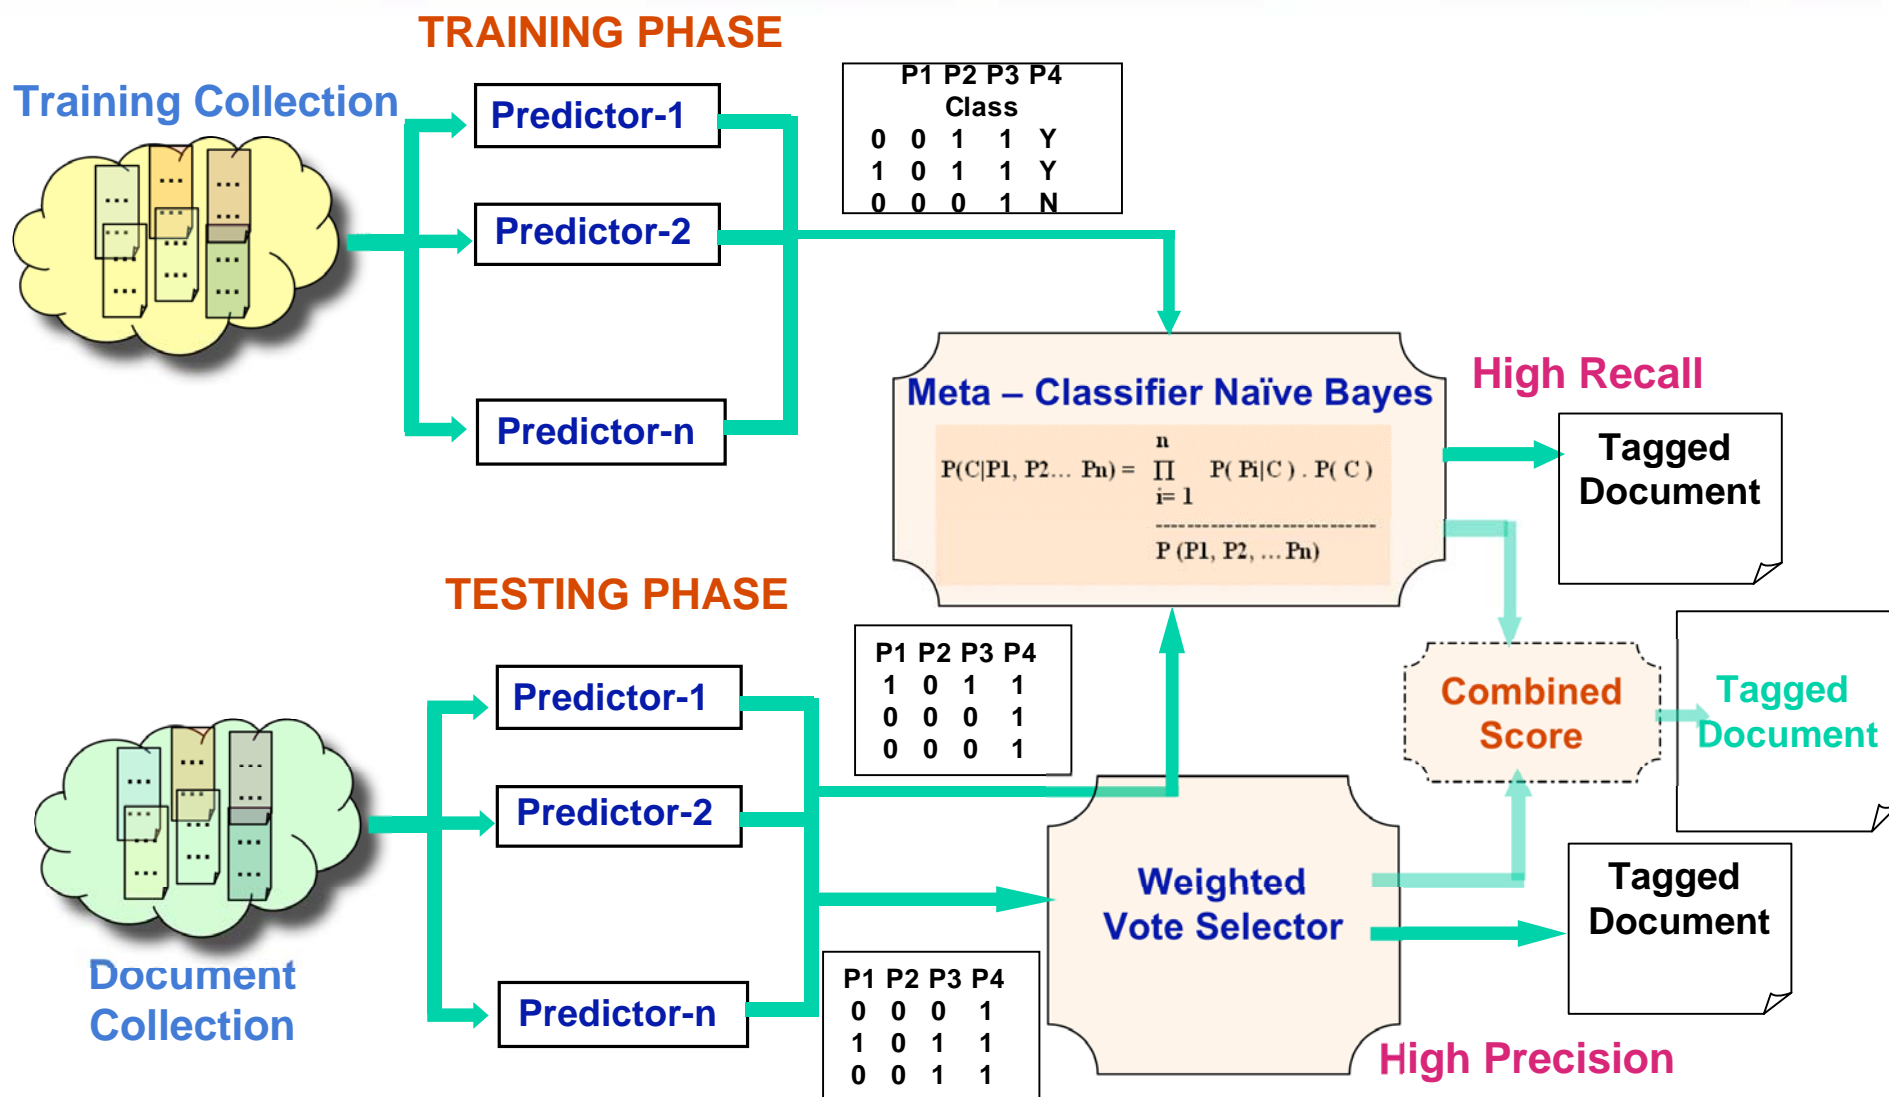 TRAINING PHASE
Training Collection
Predictor-1
Predictor-2
Predictor-n
P1 P2 P3 P4
Class
0 0 1 1 Y
1 0 1 1 Y
0 0 0 1 N
Meta – Classifier Naïve Bayes
n
P(C|P1, P2... Pn) = ∏ P( Pi|C ) . P( C )
i= 1
----------------------------
P (P1, P2, ... Pn)
High Recall
Tagged
Document
TESTING PHASE
Document
Collection
Predictor-1
Predictor-2
Predictor-n
P1 P2 P3 P4
1 0 1 1
0 0 0 1
0 0 0 1
P1 P2 P3 P4
0 0 0 1
1 0 1 1
0 0 1 1
Weighted
Vote Selector
Combined
Score
Tagged
Document
Tagged
Document
High Precision